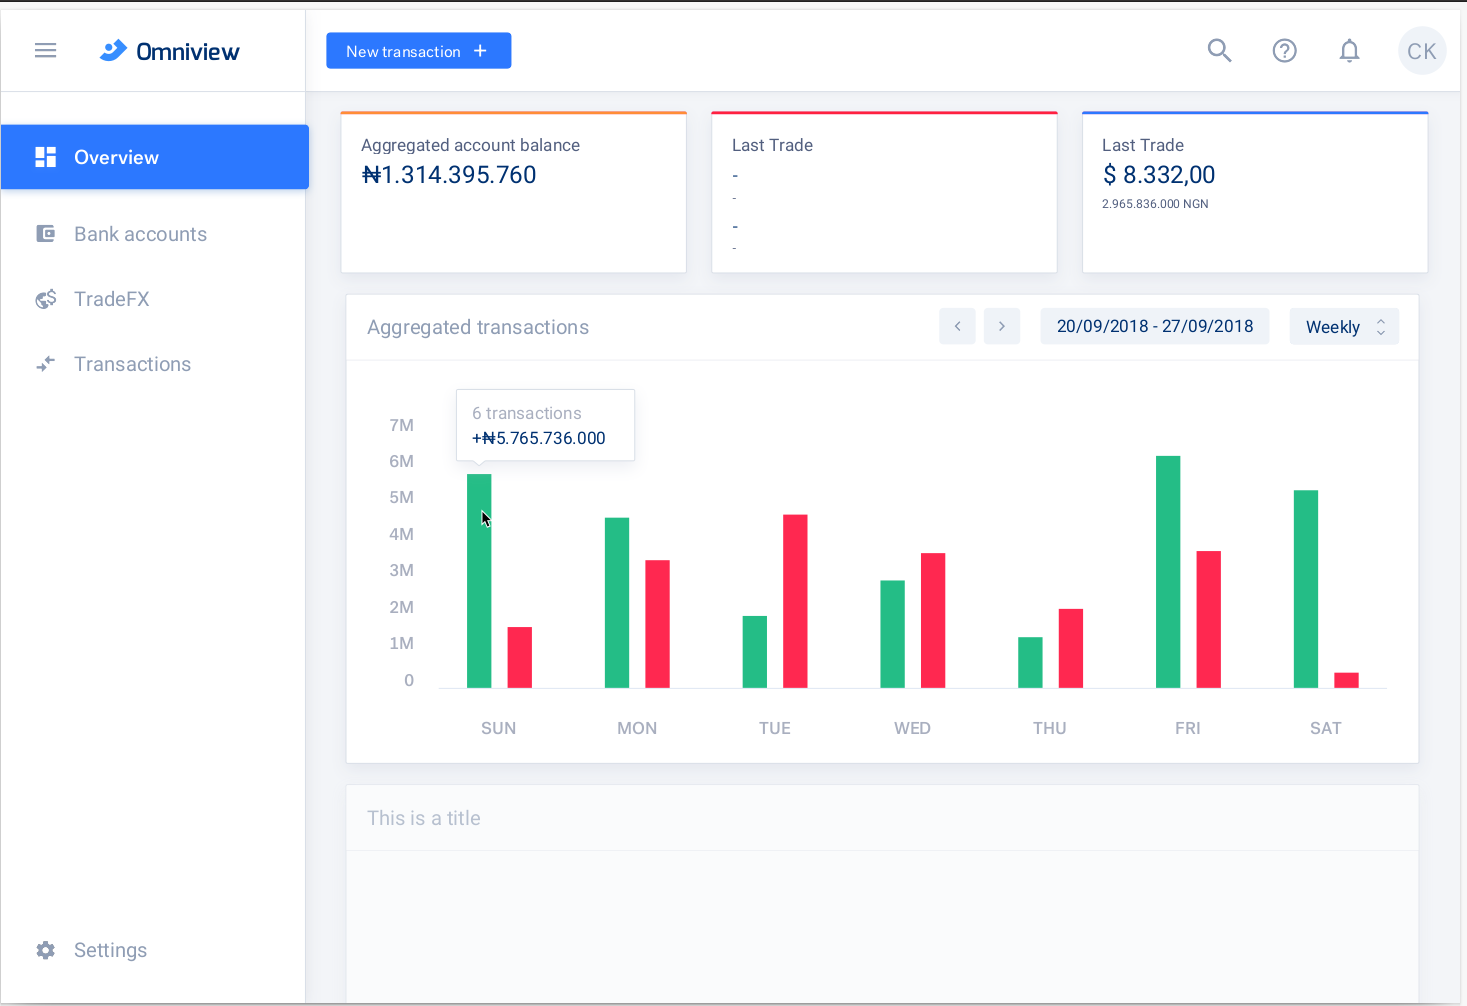 Omniview
New transaction +
CK
Overview
Bank accounts
TradeFX
Transactions
Settings
Aggregated account balance
₦1.314.395.760
Last Trade
-
-
-
-
Last Trade
$ 8.332,00
2.965.836.000 NGN
Aggregated transactions
20/09/2018 - 27/09/2018
Weekly
6 transactions
+₦5.765.736.000
7M
6M
5M
4M
3M
2M
1M
0
SUN MON TUE WED THU FRI SAT
This is a title